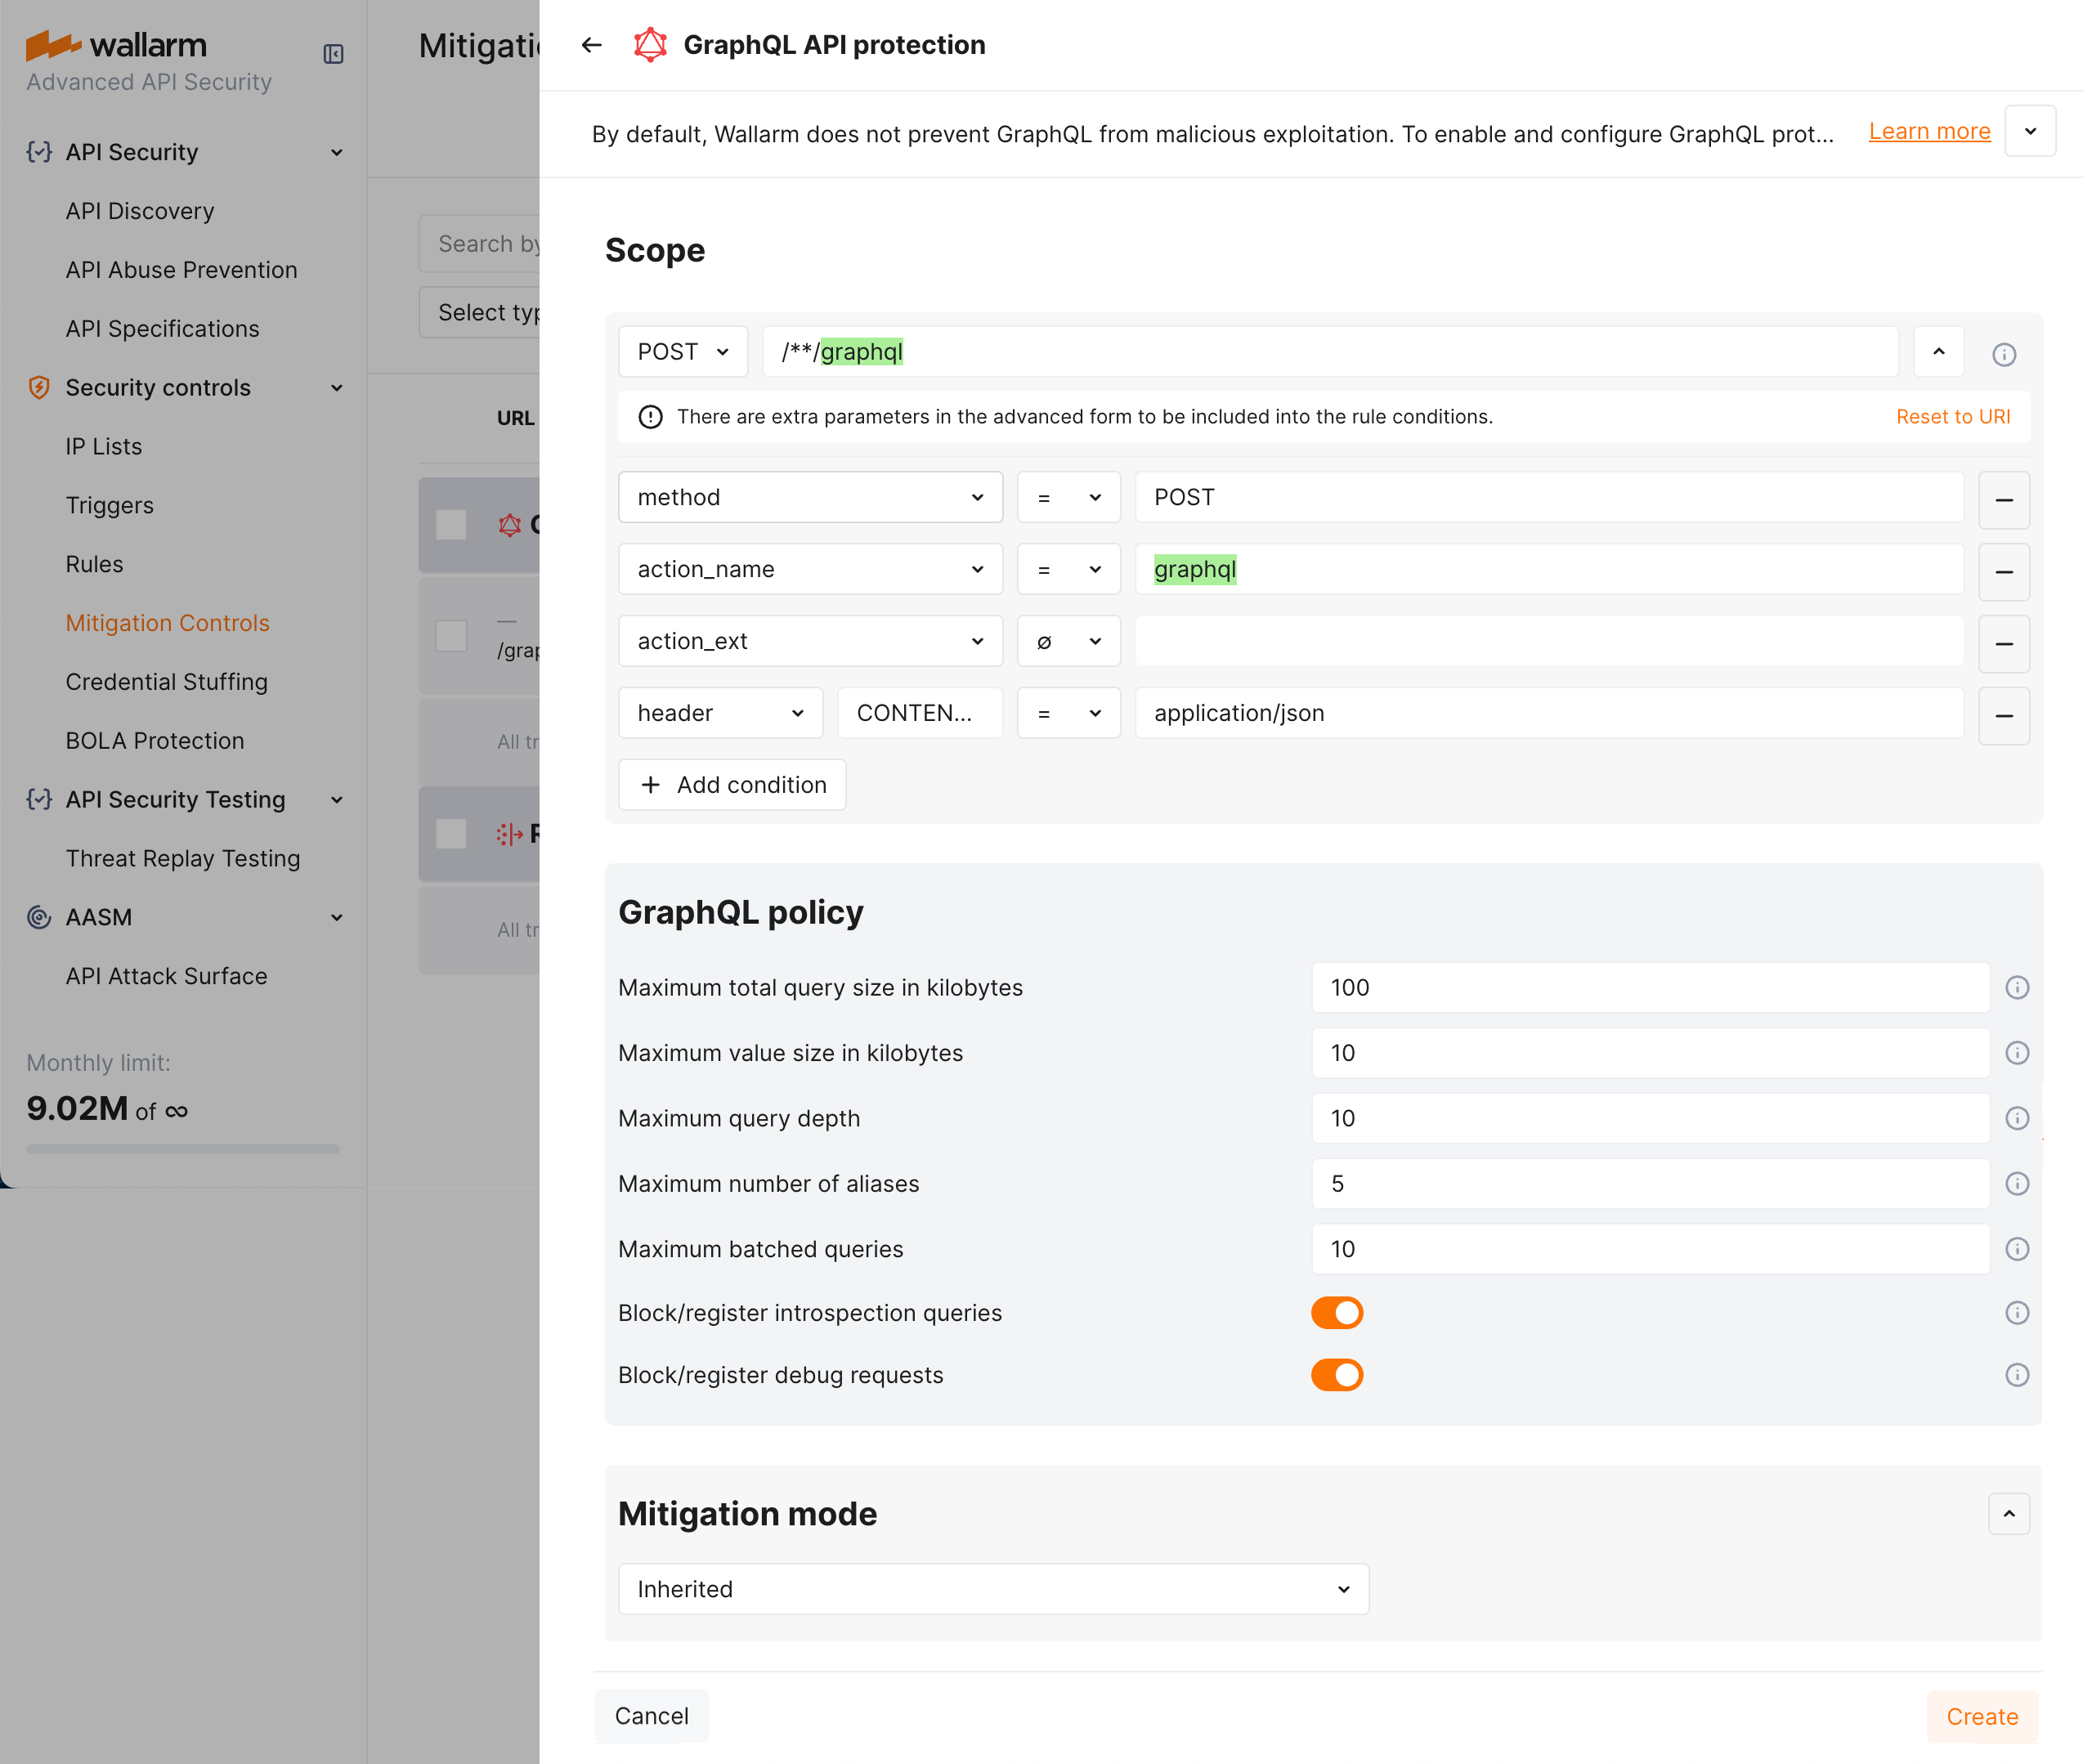 wallarm
Advanced API Security
API Security
API Discovery
API Abuse Prevention
API Specifications
Security controls
IP Lists
Triggers
Rules
Mitigation Controls
Credential Stuffing
BOLA Protection
API Security Testing
Threat Replay Testing
AASM
API Attack Surface
Monthly limit:
9.02M of ∞
Mitigati
Search by
Select typ
URL
/grap
All tr
All tr
GraphQL API protection
By default, Wallarm does not prevent GraphQL from malicious exploitation. To enable and configure GraphQL prot... Learn more
Scope
POST /**/graphql
There are extra parameters in the advanced form to be included into the rule conditions. Reset to URI
method = POST
action_name = graphql
action_ext ∅
header CONTEN... = application/json
+ Add condition
GraphQL policy
Maximum total query size in kilobytes 100
Maximum value size in kilobytes 10
Maximum query depth 10
Maximum number of aliases 5
Maximum batched queries 10
Block/register introspection queries
Block/register debug requests
Mitigation mode
Inherited
Cancel Create